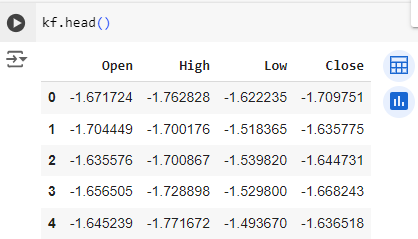 kf.head()
Open High Low Close
0 -1.671724 -1.762828 -1.622235 -1.709751
1 -1.704449 -1.700176 -1.518365 -1.635775
2 -1.635576 -1.700867 -1.539820 -1.644731
3 -1.656505 -1.728898 -1.529800 -1.668243
4 -1.645239 -1.771672 -1.493670 -1.636518